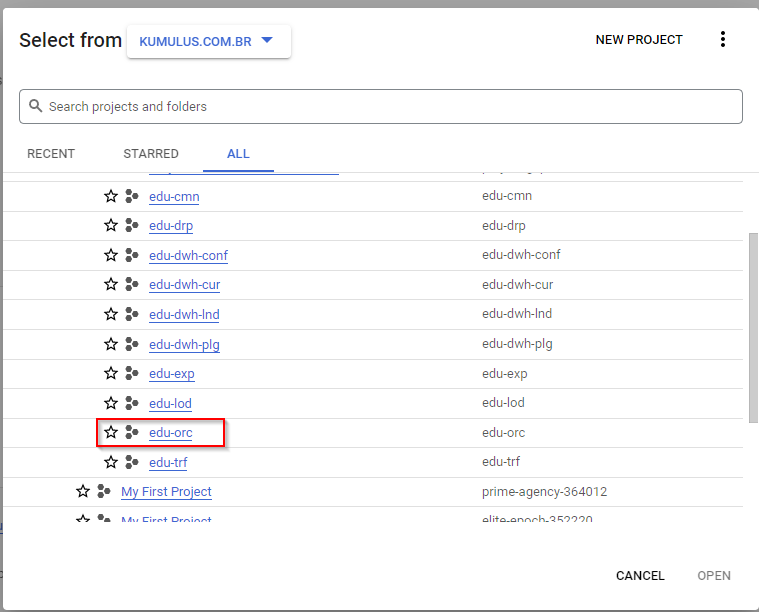 Select from KUMULUS.COM.BR NEW PROJECT
Search projects and folders
RECENT STARRED ALL
edu-cmn edu-cmn
edu-drp edu-drp
edu-dwh-conf edu-dwh-conf
edu-dwh-cur edu-dwh-cur
edu-dwh-lnd edu-dwh-lnd
edu-dwh-plg edu-dwh-plg
edu-exp edu-exp
edu-lod edu-lod
edu-orc edu-orc
edu-trf edu-trf
My First Project prime-agency-364012
My First Project elite-epoch-352220
CANCEL OPEN